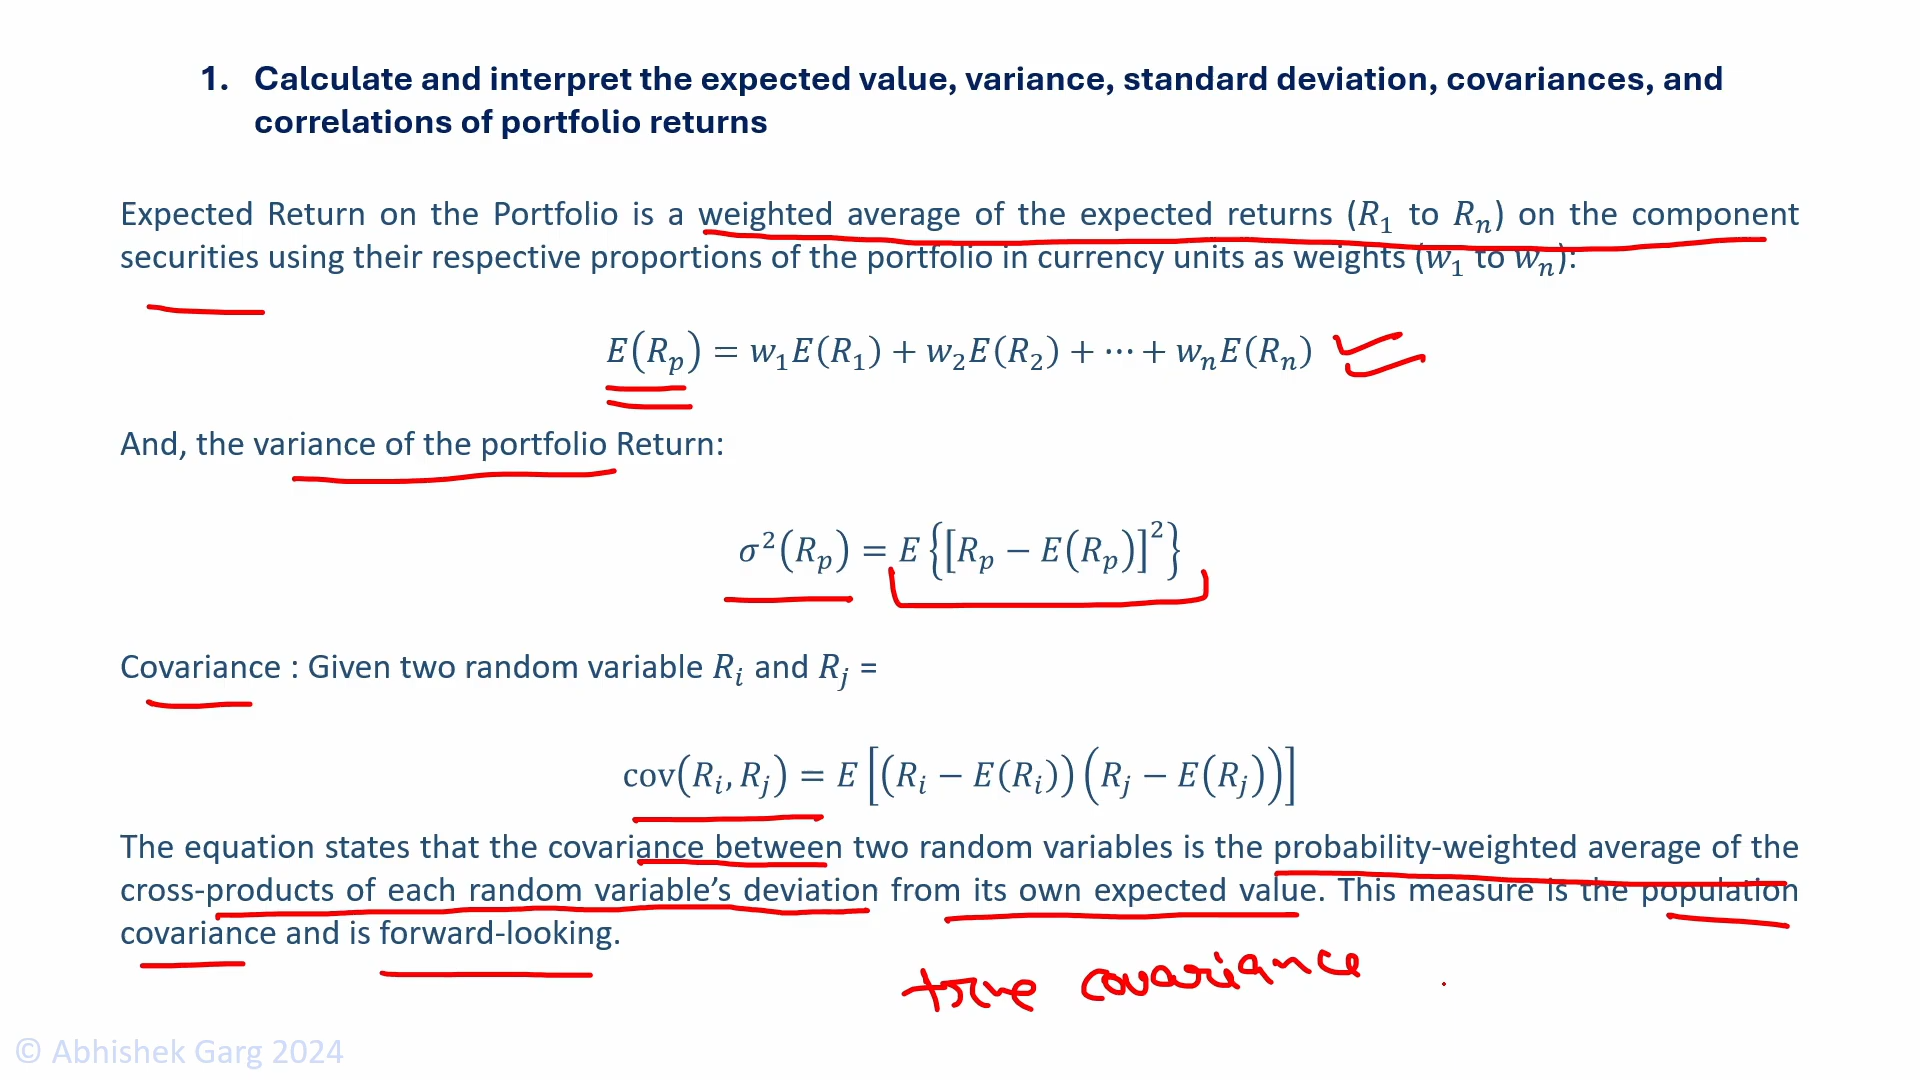 1. Calculate and interpret the expected value, variance, standard deviation, covariances, and
correlations of portfolio returns
Expected Return on the Portfolio is a weighted average of the expected returns (R₁ to Rₙ) on the component
securities using their respective proportions of the portfolio in currency units as weights (w₁ to wₙ):
E(Rₚ) = w₁E(R₁) + w₂E(R₂) + ⋯ + wₙE(Rₙ)
And, the variance of the portfolio Return:
σ²(Rₚ) = E{[Rₚ − E(Rₚ)]²}
Covariance : Given two random variable Rᵢ and Rⱼ =
cov(Rᵢ, Rⱼ) = E[(Rᵢ − E(Rᵢ))(Rⱼ − E(Rⱼ))]
The equation states that the covariance between two random variables is the probability-weighted average of the
cross-products of each random variable’s deviation from its own expected value. This measure is the population
covariance and is forward-looking.
true covariance
© Abhishek Garg 2024